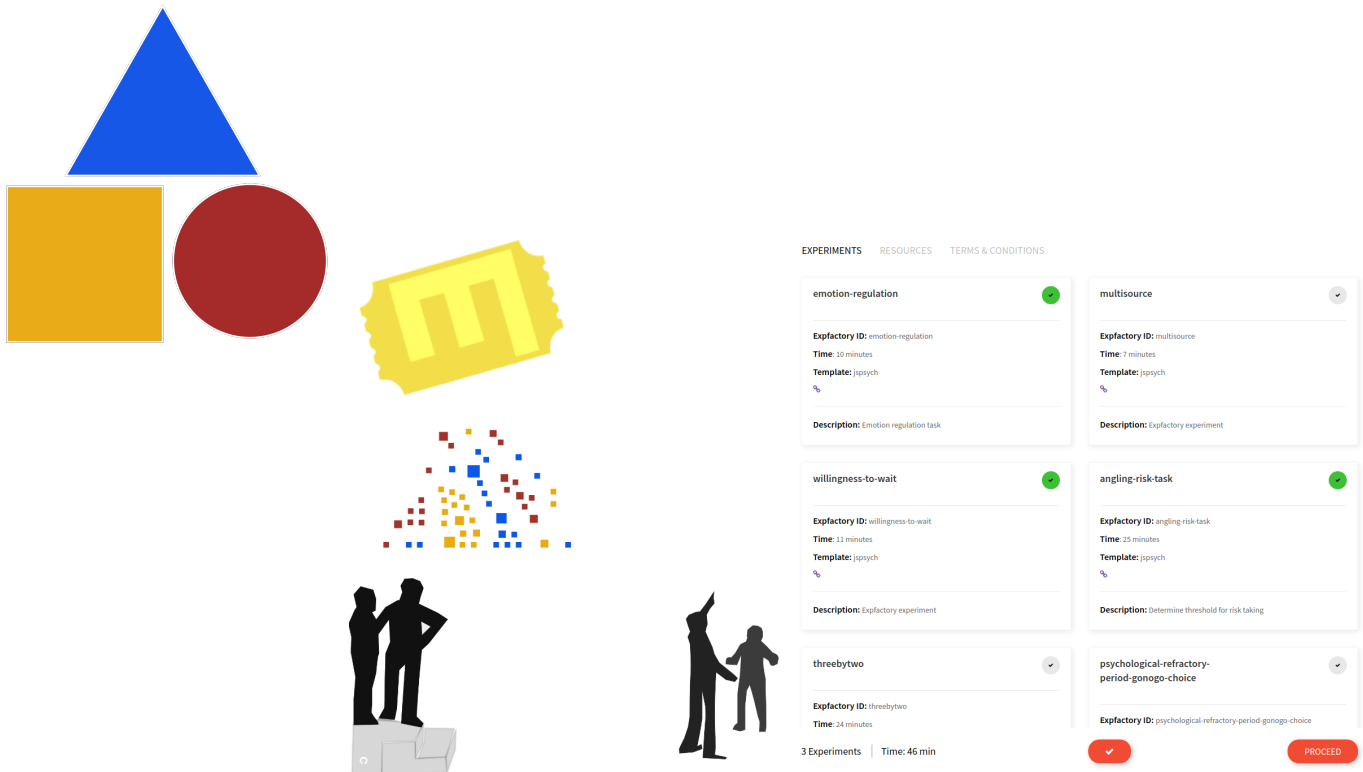 EXPERIMENTS RESOURCES TERMS & CONDITIONS
emotion-regulation
Expfactory ID: emotion-regulation
Time: 10 minutes
Template: jspsych
Description: Emotion regulation task
multisource
Expfactory ID: multisource
Time: 7 minutes
Template: jspsych
Description: Expfactory experiment
willingness-to-wait
Expfactory ID: willingness-to-wait
Time: 11 minutes
Template: jspsych
Description: Expfactory experiment
angling-risk-task
Expfactory ID: angling-risk-task
Time: 25 minutes
Template: jspsych
Description: Determine threshold for risk taking
threebytwo
Expfactory ID: threebytwo
Time: 24 minutes
psychological-refractory-
period-gonogo-choice
Expfactory ID: psychological-refractory-period-gonogo-choice
3 Experiments Time: 46 min
PROCEED